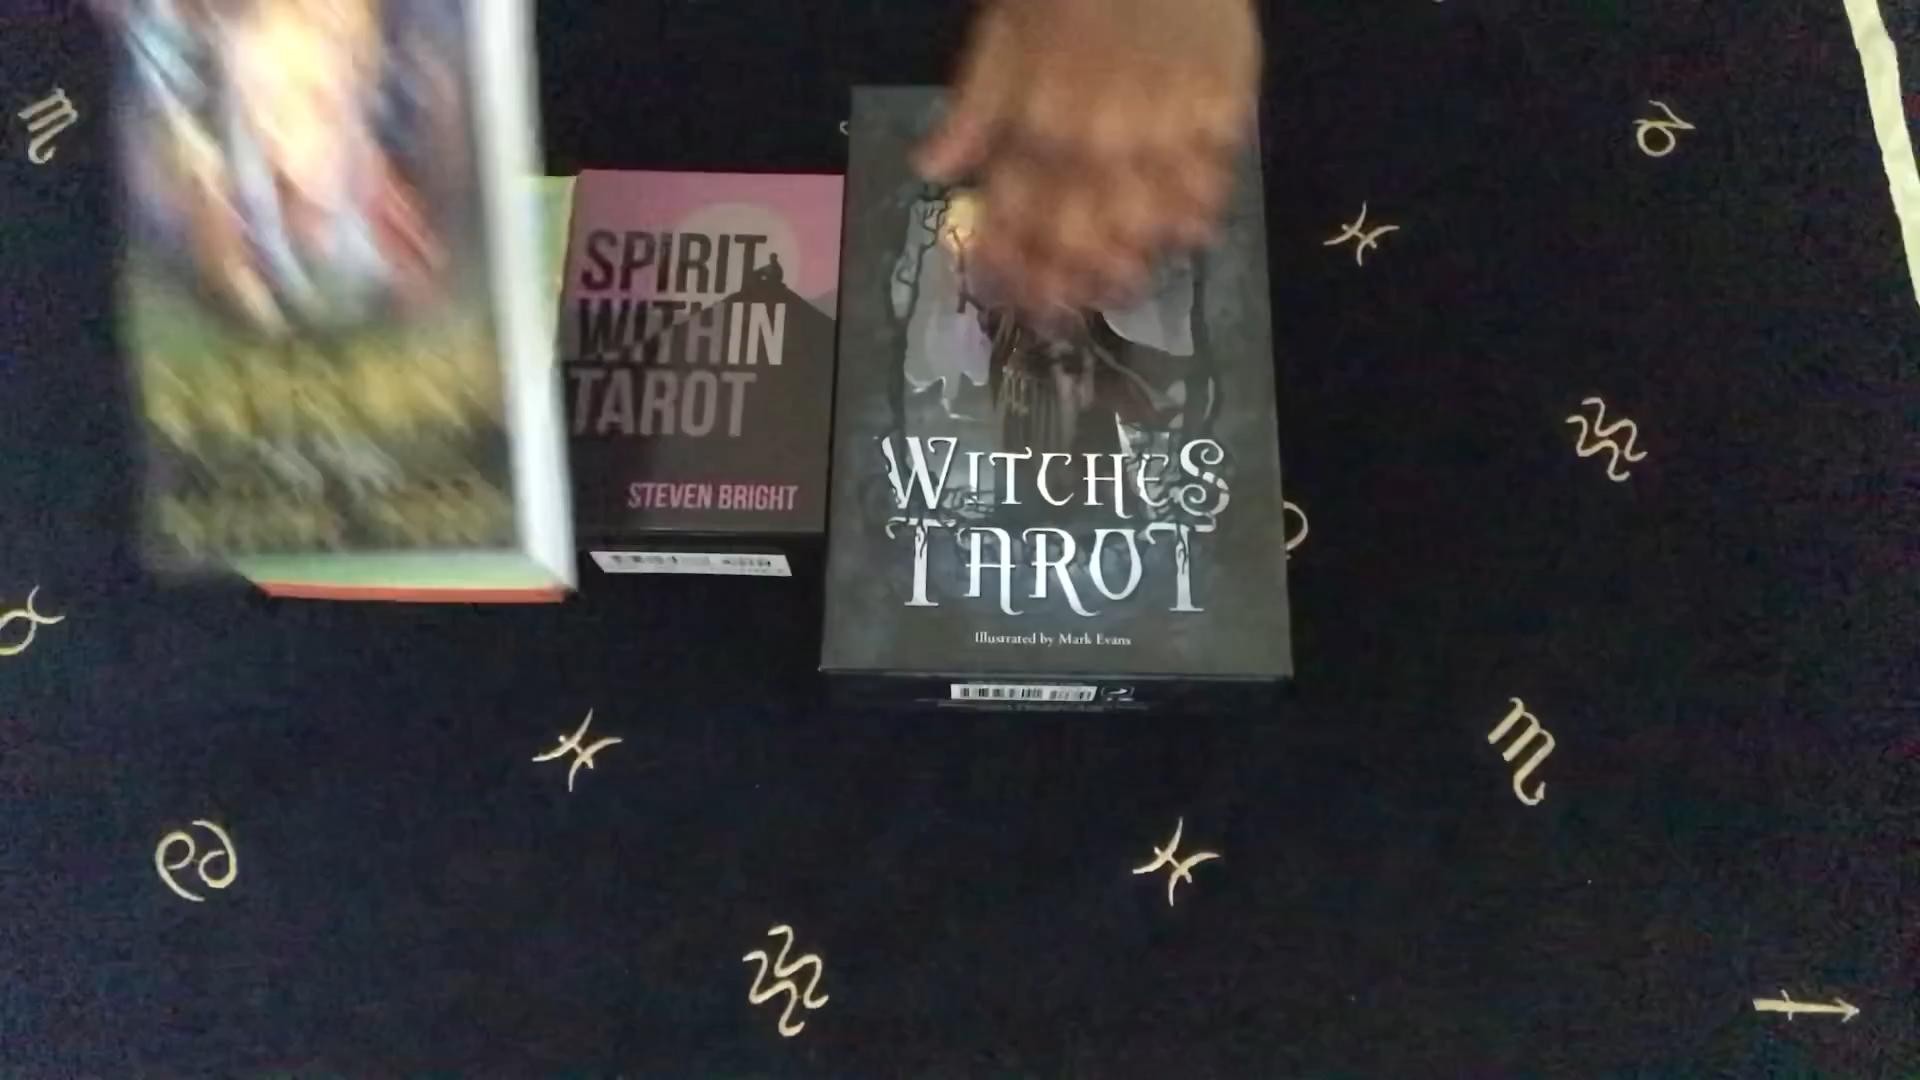 SPIRIT
WITHIN
TAROT
STEVEN BRIGHT
WITCHES
TAROT
Illustrated by Mark Evans